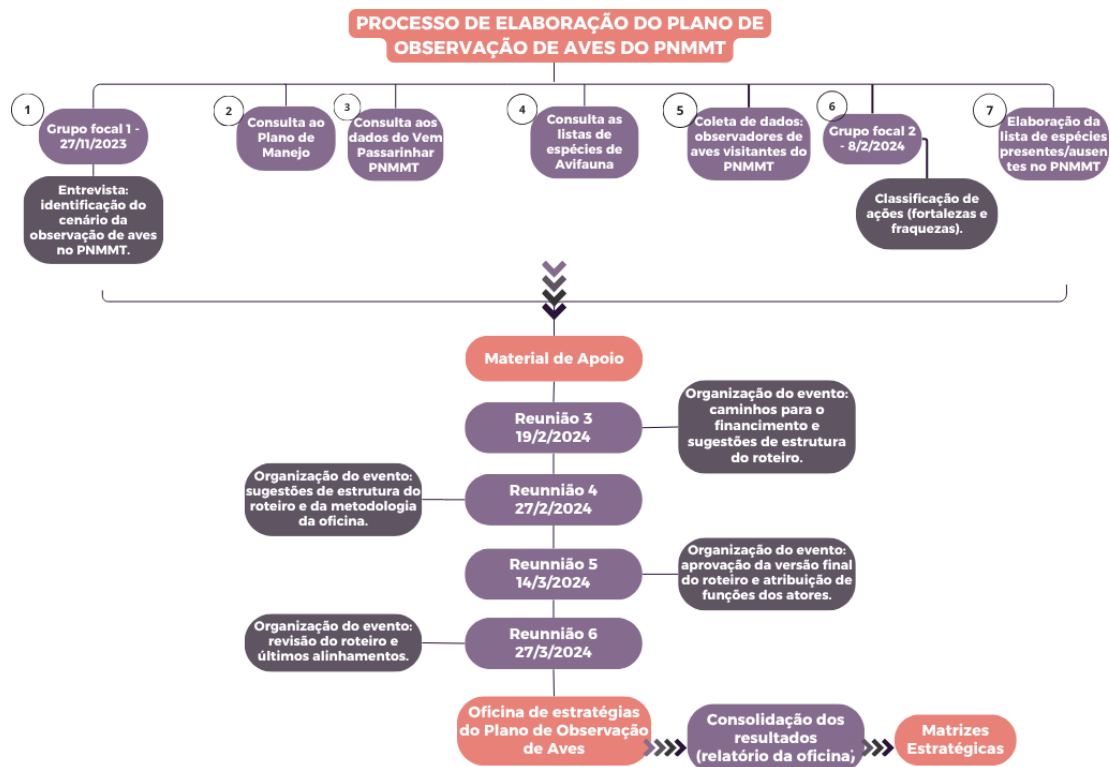 PROCESSO DE ELABORAÇÃO DO PLANO DE
OBSERVAÇÃO DE AVES DO PNMMT
1
Grupo focal 1 -
27/11/2023
Entrevista:
identificação do
cenário da
observação de aves
no PNMMT.
2
Consulta ao
Plano de
Manejo
3
Consulta aos
dados do Vem
Passarinhar
PNMMT
4
Consulta as
listas de
espécies de
Avifauna
5
Coleta de dados:
observadores de
aves visitantes do
PNMMT
6
Grupo focal 2
- 8/2/2024
Classificação de
ações (fortalezas e
fraquezas).
7
Elaboração da
lista de espécies
presentes/ausen
tes no PNMMT
Material de Apoio
Reunião 3
19/2/2024
Organização do evento:
caminhos para o
financimento e
sugestões de estrutura
do roteiro.
Organização do evento:
sugestões de estrutura do
roteiro e da metodologia
da oficina.
Reunnião 4
27/2/2024
Reunnião 5
14/3/2024
Organização do evento:
aprovação da versão final
do roteiro e atribuição de
funções dos atores.
Organização do evento:
revisão do roteiro e
últimos alinhamentos.
Reunnião 6
27/3/2024
Oficina de estratégias
do Plano de Observação
de Aves
Consolidação dos
resultados
(relatório da oficina)
Matrizes
Estratégicas